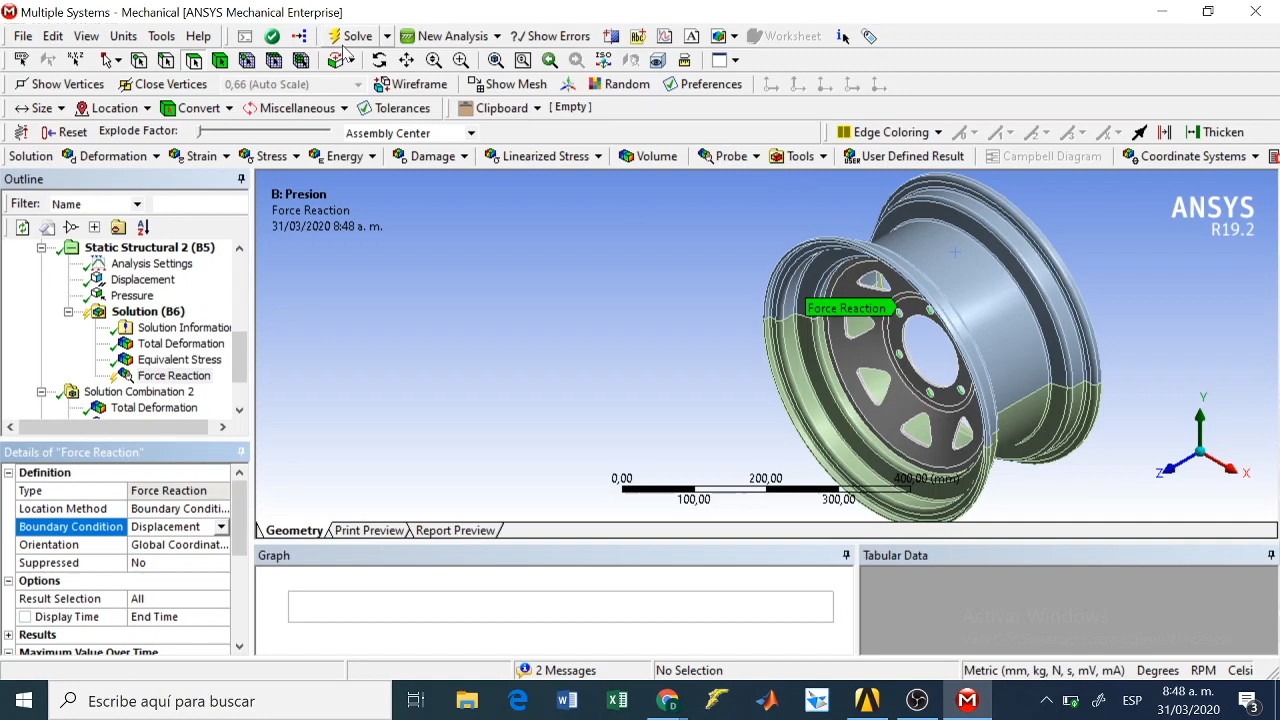 Multiple Systems - Mechanical [ANSYS Mechanical Enterprise]
File Edit View Units Tools Help Solve New Analysis Show Errors Worksheet
Show Vertices Close Vertices 0,66 (Auto Scale) Wireframe Show Mesh Random Preferences
Size Location Convert Miscellaneous Tolerances Clipboard [ Empty ]
Reset Explode Factor: Assembly Center Edge Coloring Thicken
Solution Deformation Strain Stress Energy Damage Linearized Stress Volume Probe Tools User Defined Result Campbell Diagram Coordinate Systems
Outline
Filter: Name
Static Structural 2 (B5)
Analysis Settings
Displacement
Pressure
Solution (B6)
Solution Informatio
Total Deformation
Equivalent Stress
Force Reaction
Solution Combination 2
Total Deformation
Details of "Force Reaction"
Definition
Type Force Reaction
Location Method Boundary Conditi...
Boundary Condition Displacement
Orientation Global Coordinat...
Suppressed No
Options
Result Selection All
Display Time End Time
Results
Maximum Value Over Time
B: Presion
Force Reaction
31/03/2020 8:48 a. m.
ANSYS
R19.2
Force Reaction
0,00 200,00 400,00 (mm)
100,00 300,00
Y
Z X
Geometry Print Preview Report Preview
Graph
Tabular Data
Activar Windows
2 Messages No Selection Metric (mm, kg, N, s, mV, mA) Degrees RPM Celsi
Escribe aquí para buscar
ESP
8:48 a. m.
31/03/2020
3